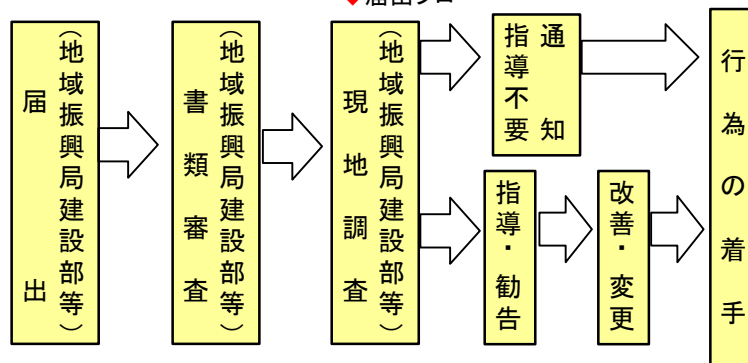 届出
(地域振興局建設部等)
書類審査
(地域振興局建設部等)
現地調査
(地域振興局建設部等)
通知
指導不要
指導・勧告
改善・変更
行為の着手